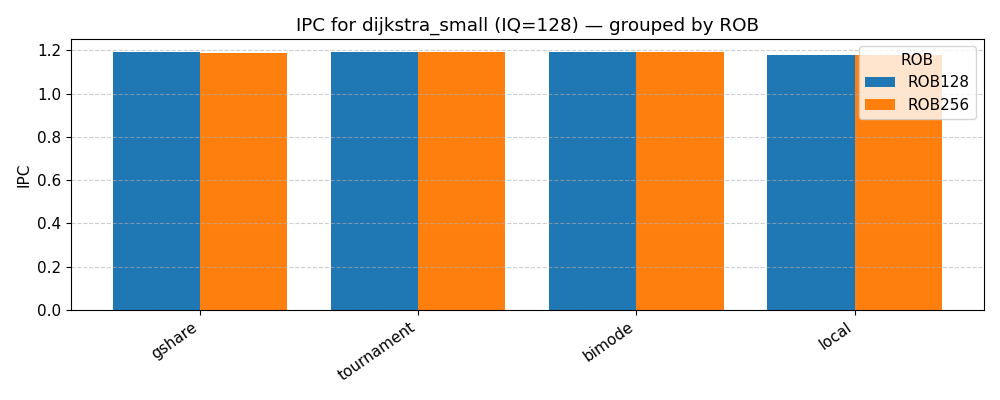 IPC for dijkstra_small (IQ=128) — grouped by ROB
IPC
1.2
1.0
0.8
0.6
0.4
0.2
0.0
gshare
tournament
bimode
local
ROB
ROB128
ROB256